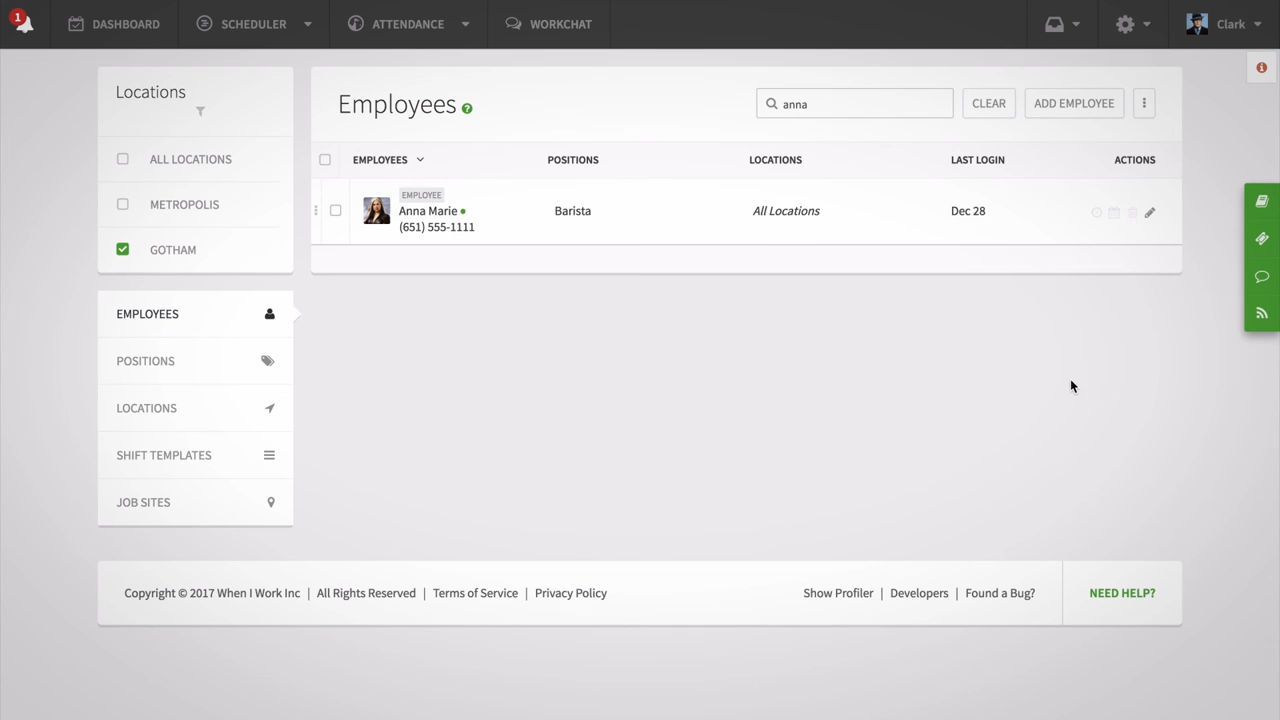 1
DASHBOARD
SCHEDULER
ATTENDANCE
WORKCHAT
Clark
Locations
ALL LOCATIONS
METROPOLIS
GOTHAM
EMPLOYEES
POSITIONS
LOCATIONS
SHIFT TEMPLATES
JOB SITES
Employees
anna
CLEAR
ADD EMPLOYEE
EMPLOYEES POSITIONS LOCATIONS LAST LOGIN ACTIONS
EMPLOYEE
Anna Marie Barista All Locations Dec 28
(651) 555-1111
Copyright © 2017 When I Work Inc | All Rights Reserved | Terms of Service | Privacy Policy
Show Profiler | Developers | Found a Bug?
NEED HELP?